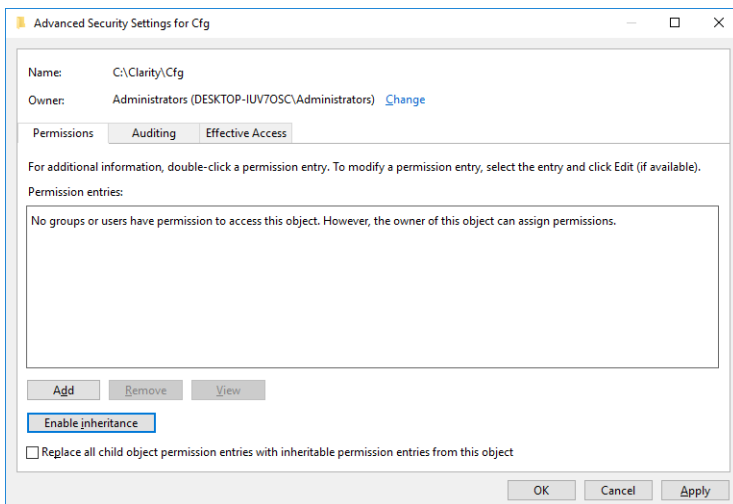 Advanced Security Settings for Cfg
Name: C:\Clarity\Cfg
Owner: Administrators (DESKTOP-IUV7OSC\Administrators) Change
Permissions Auditing Effective Access
For additional information, double-click a permission entry. To modify a permission entry, select the entry and click Edit (if available).
Permission entries:
No groups or users have permission to access this object. However, the owner of this object can assign permissions.
Add Remove View
Enable inheritance
Replace all child object permission entries with inheritable permission entries from this object
OK Cancel Apply